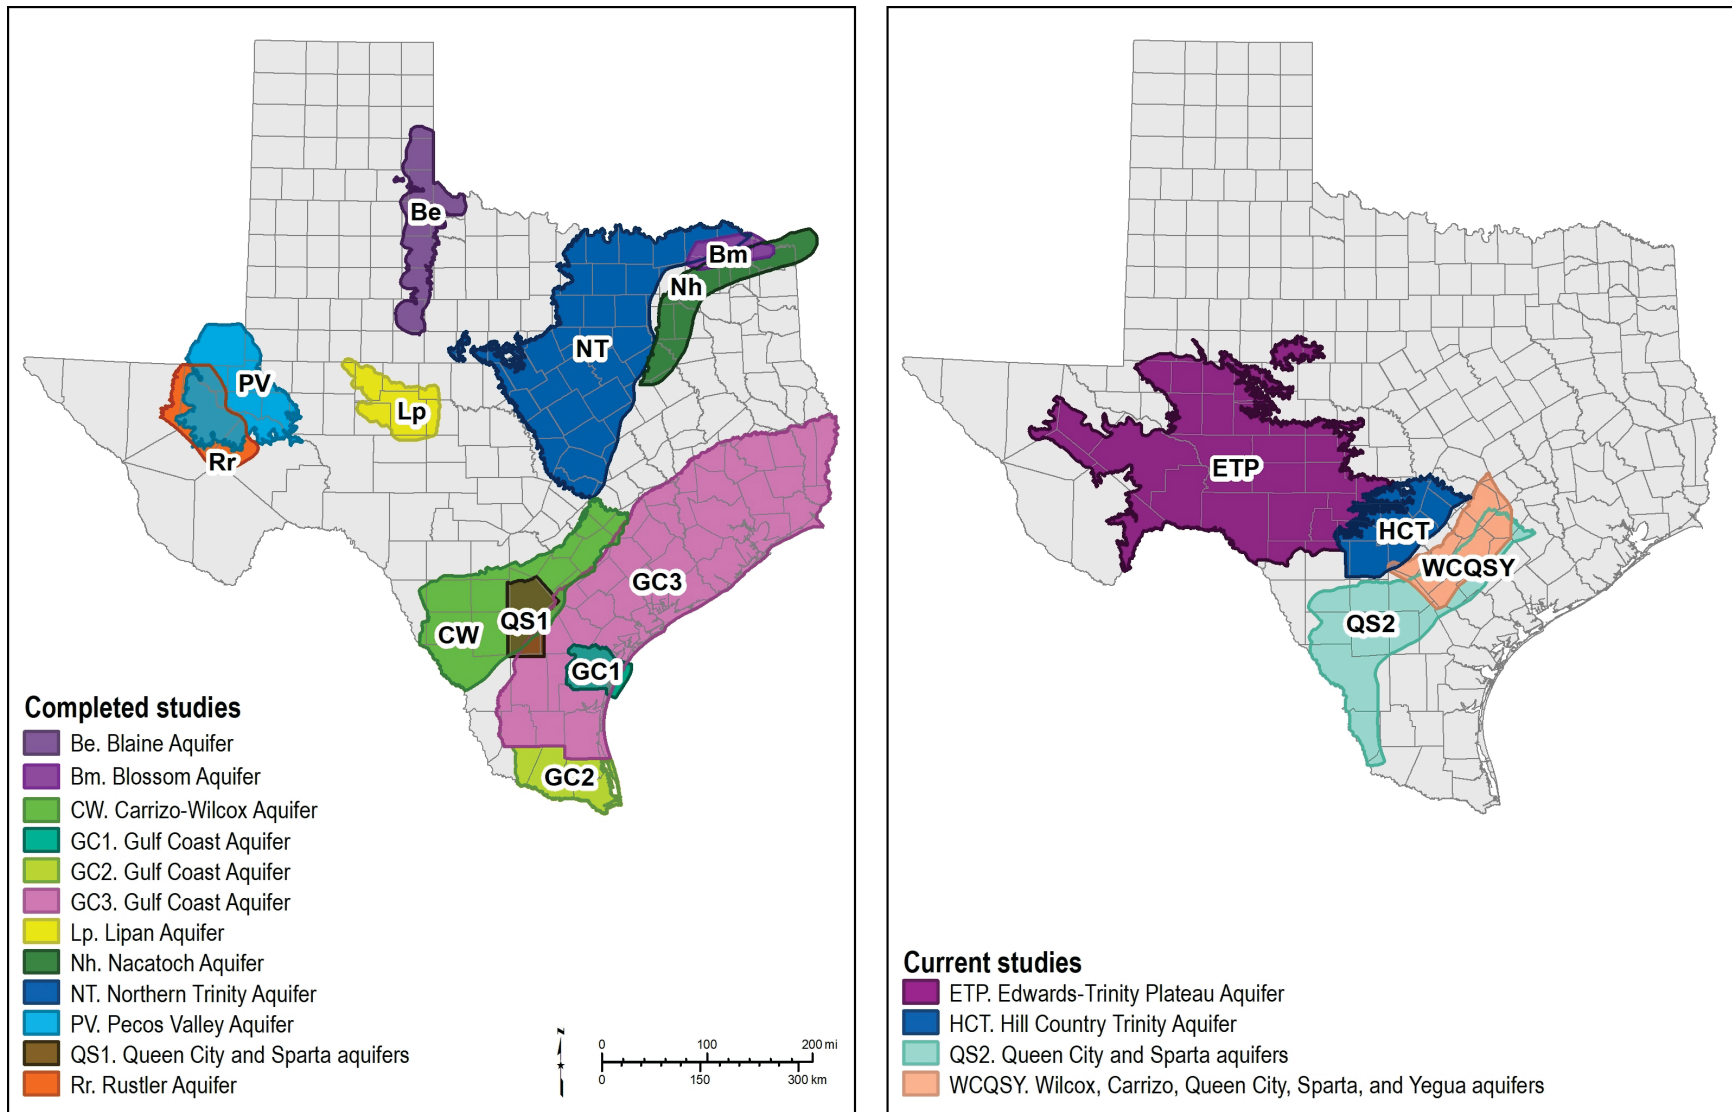 Be
Bm
Nh
NT
PV
Lp
Rr
GC3
QS1
CW
GC1
GC2
Completed studies
Be. Blaine Aquifer
Bm. Blossom Aquifer
CW. Carrizo-Wilcox Aquifer
GC1. Gulf Coast Aquifer
GC2. Gulf Coast Aquifer
GC3. Gulf Coast Aquifer
Lp. Lipan Aquifer
Nh. Nacatoch Aquifer
NT. Northern Trinity Aquifer
PV. Pecos Valley Aquifer
QS1. Queen City and Sparta aquifers
Rr. Rustler Aquifer
N
0 100 200 mi
0 150 300 km
ETP
HCT
WCQSY
QS2
Current studies
ETP. Edwards-Trinity Plateau Aquifer
HCT. Hill Country Trinity Aquifer
QS2. Queen City and Sparta aquifers
WCQSY. Wilcox, Carrizo, Queen City, Sparta, and Yegua aquifers